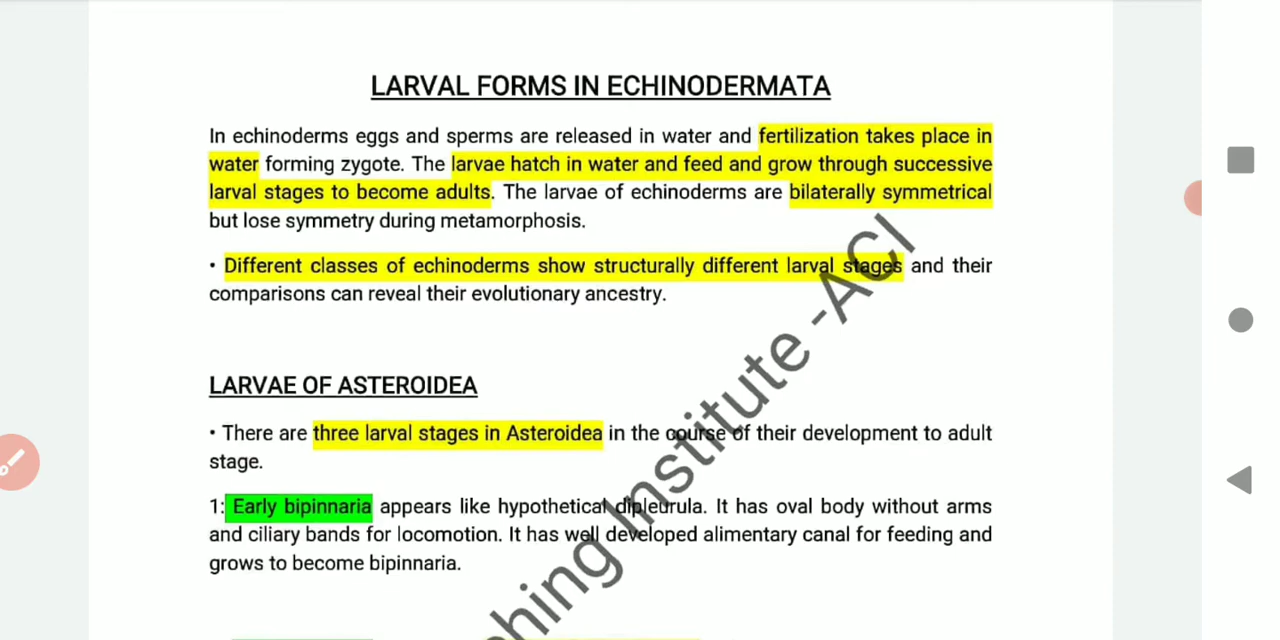 LARVAL FORMS IN ECHINODERMATA
In echinoderms eggs and sperms are released in water and fertilization takes place in
water forming zygote. The larvae hatch in water and feed and grow through successive
larval stages to become adults. The larvae of echinoderms are bilaterally symmetrical
but lose symmetry during metamorphosis.
• Different classes of echinoderms show structurally different larval stages and their
comparisons can reveal their evolutionary ancestry.
LARVAE OF ASTEROIDEA
• There are three larval stages in Asteroidea in the course of their development to adult
stage.
1: Early bipinnaria appears like hypothetical dipleurula. It has oval body without arms
and ciliary bands for locomotion. It has well developed alimentary canal for feeding and
grows to become bipinnaria.
ching Institute -ACI